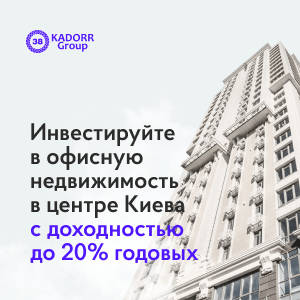 38 KADORR
Group
Инвестируйте
в офисную
недвижимость
в центре Киева
с доходностью
до 20% годовых